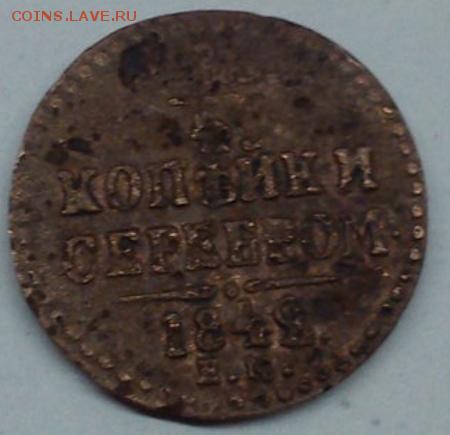 COINS.LAVE.RU
КОПѢЙКИ
СЕРЕБРОМ.
1842.
Е.М.